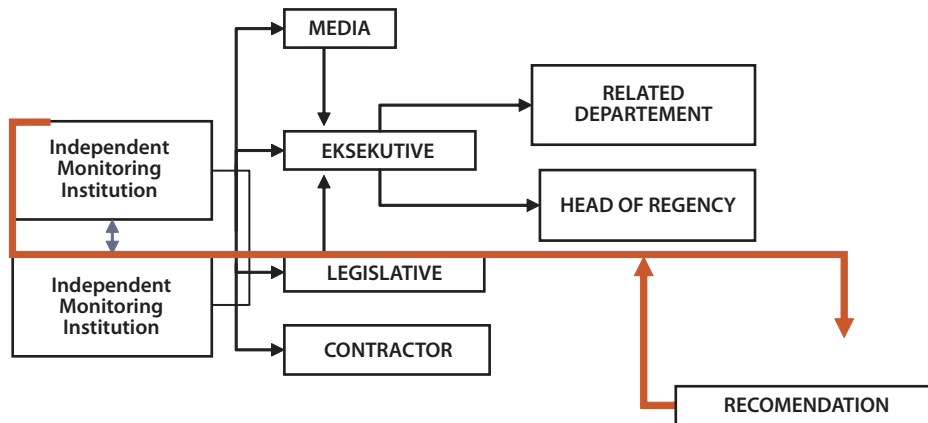 MEDIA
RELATED
DEPARTEMENT
Independent
Monitoring
Institution
EKSEKUTIVE
HEAD OF REGENCY
Independent
Monitoring
Institution
LEGISLATIVE
CONTRACTOR
RECOMENDATION